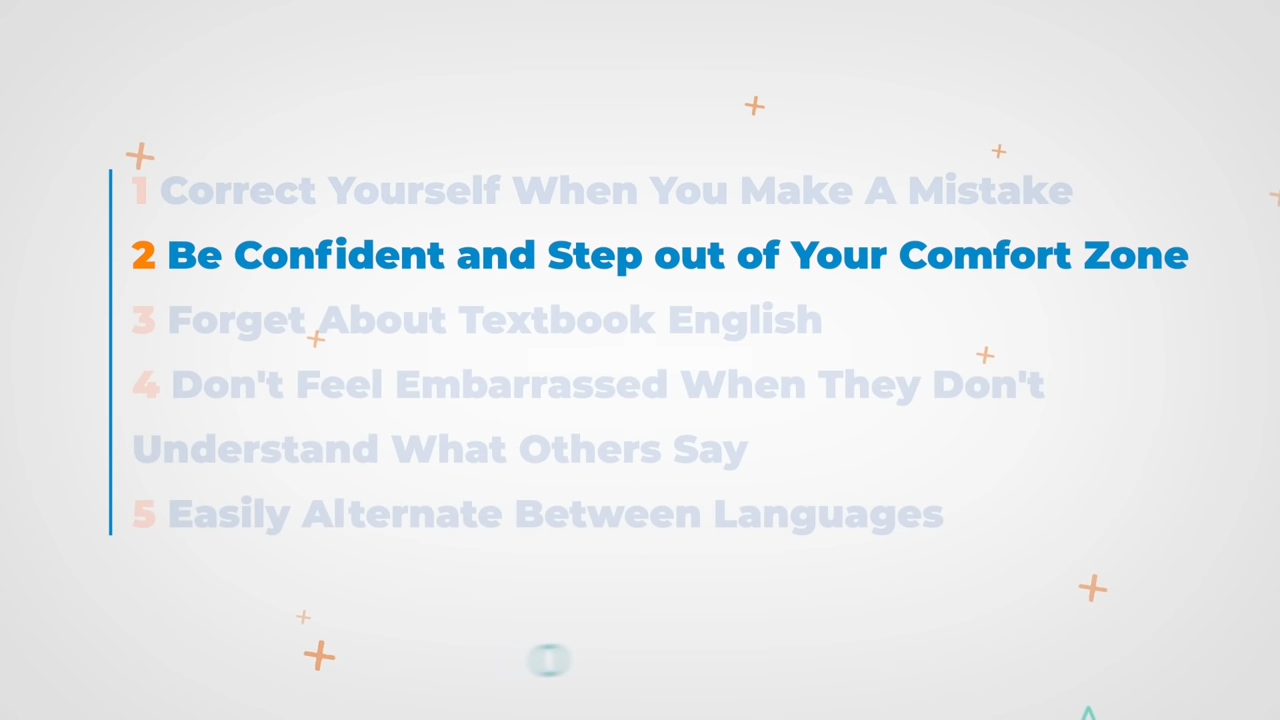 1 Correct Yourself When You Make A Mistake
2 Be Confident and Step out of Your Comfort Zone
3 Forget About Textbook English
4 Don't Feel Embarrassed When They Don't
Understand What Others Say
5 Easily Alternate Between Languages